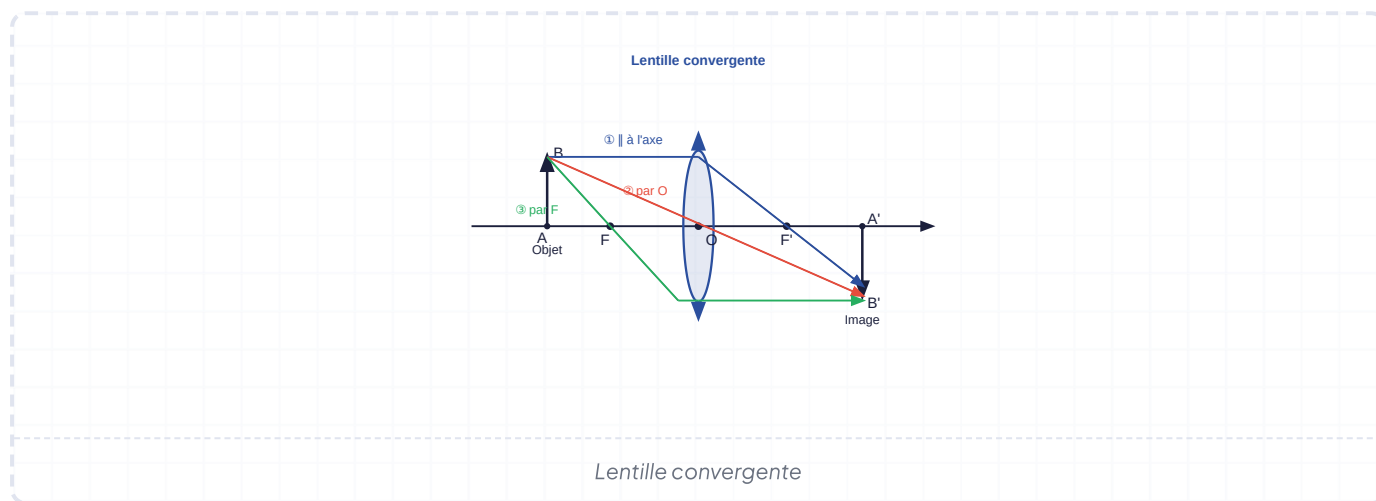 Lentille convergente
① ∥ à l'axe
B
② par O
③ par F
A'
A
F
O
F'
Objet
B'
Image
Lentille convergente